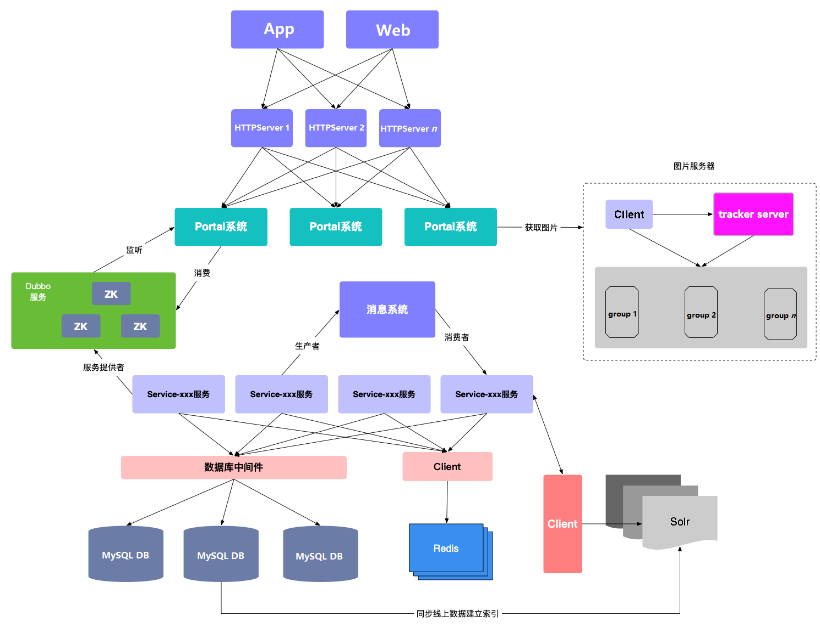 App
Web
HTTPServer 1
HTTPServer 2
HTTPServer n
图片服务器
Portal系统
Portal系统
Portal系统
获取图片
Client
tracker server
监听
消费
Dubbo
服务
ZK
ZK
ZK
消息系统
group 1
group 2
group n
生产者
消费者
服务提供者
Service-xxx服务
Service-xxx服务
Service-xxx服务
Service-xxx服务
数据库中间件
Client
Client
Solr
MySQL DB
MySQL DB
MySQL DB
Redis
同步线上数据建立索引